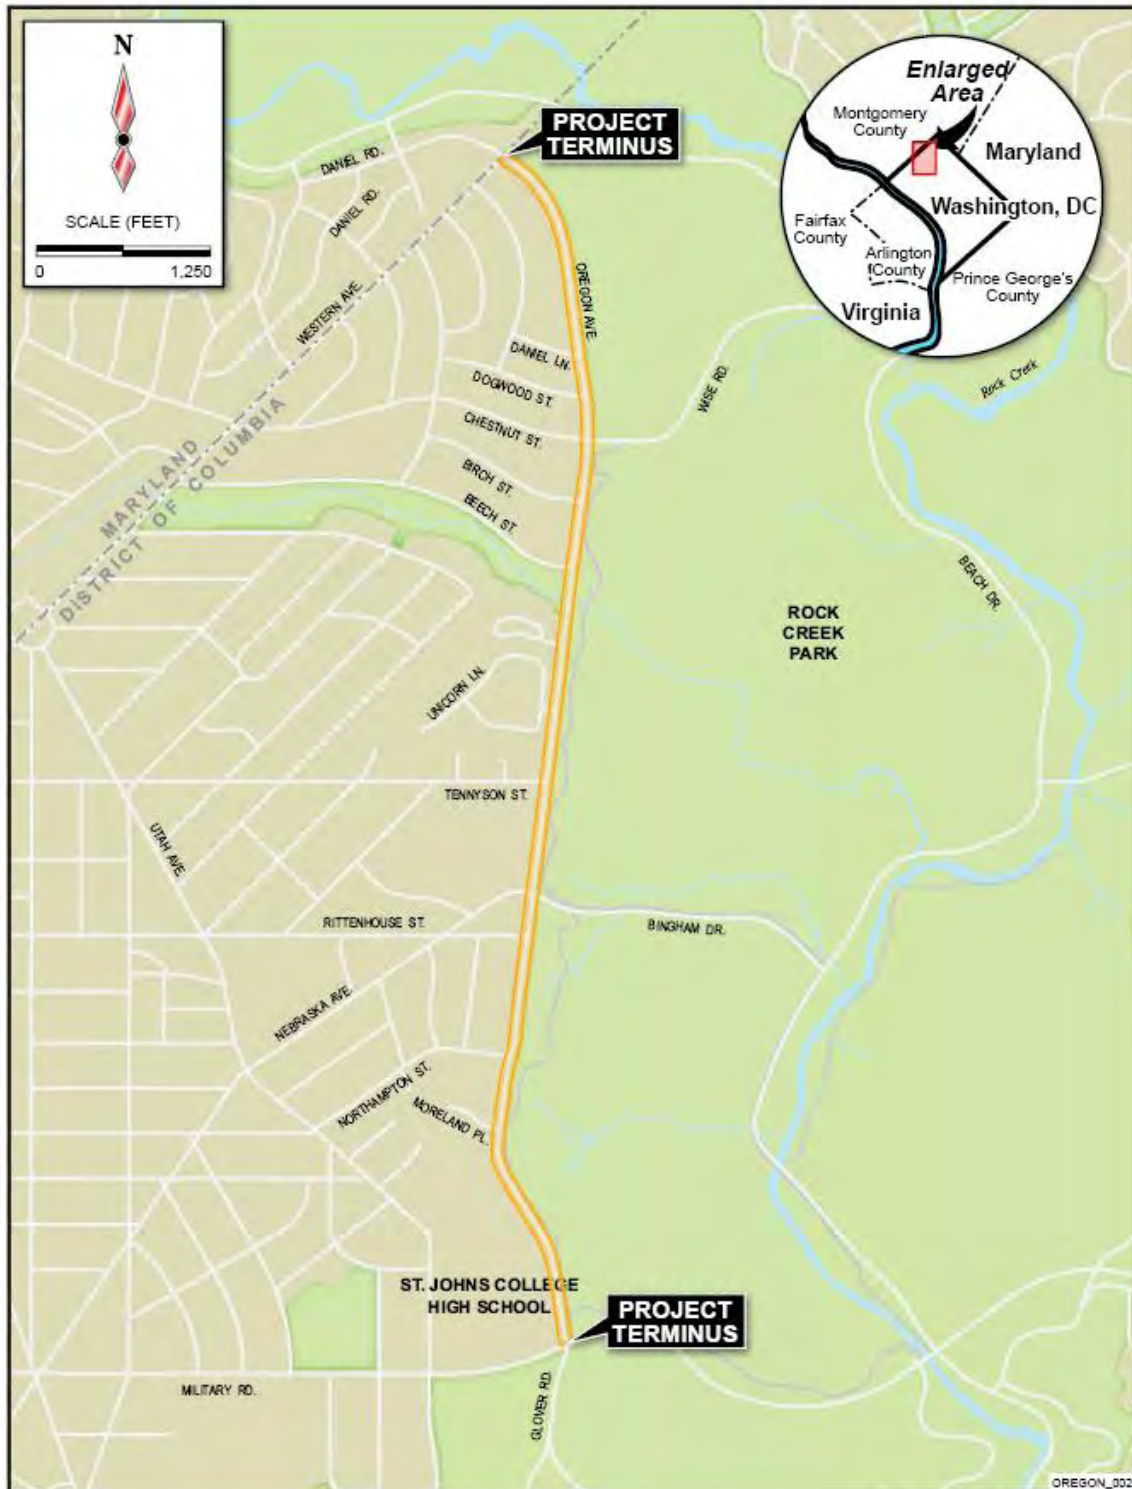 N
SCALE (FEET)
0 1,250
PROJECT
TERMINUS
Enlarged
Area
Montgomery
County
Maryland
Washington, DC
Fairfax
County
Arlington
County
Prince George's
County
Virginia
DANIEL RD.
DANIEL RD.
WESTERN AVE.
OREGON AVE.
DANIEL LN.
DOGWOOD ST.
CHESTNUT ST.
BIRCH ST.
BEECH ST.
WISE RD.
Rock Creek
MARYLAND
DISTRICT OF COLUMBIA
BEACH DR.
ROCK
CREEK
PARK
UNICORN LN.
TENNYSON ST.
UTAH AVE.
RITTENHOUSE ST.
BINGHAM DR.
NEBRASKA AVE.
NORTHAMPTON ST.
MORELAND PL.
ST. JOHNS COLLEGE
HIGH SCHOOL
PROJECT
TERMINUS
MILITARY RD.
GLOVER RD.
OREGON_002